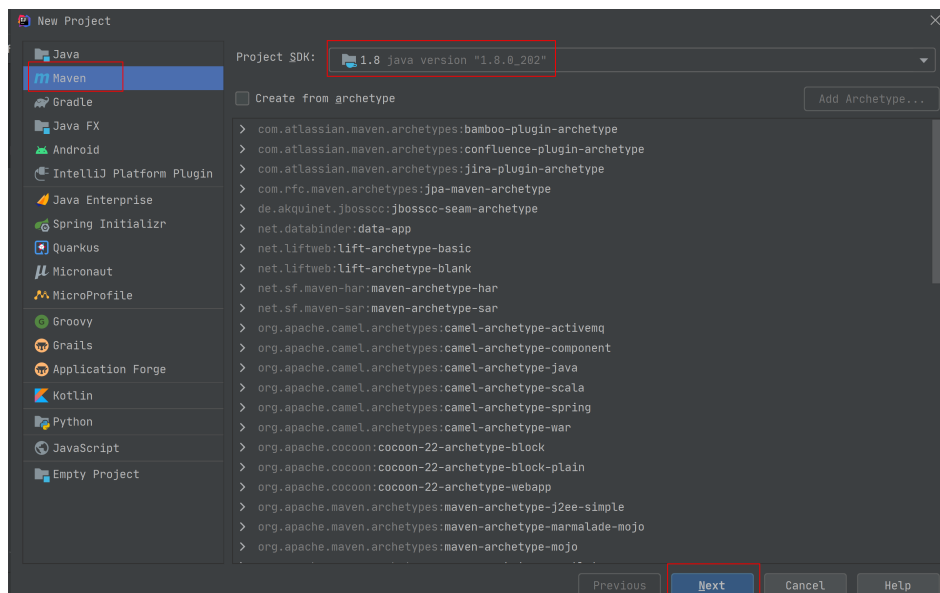 New Project
Java
Maven
Gradle
Java FX
Android
IntelliJ Platform Plugin
Java Enterprise
Spring Initializr
Quarkus
Micronaut
MicroProfile
Groovy
Grails
Application Forge
Kotlin
Python
JavaScript
Empty Project
Project SDK: 1.8 java version "1.8.0_202"
Create from archetype
Add Archetype...
com.atlassian.maven.archetypes:bamboo-plugin-archetype
com.atlassian.maven.archetypes:confluence-plugin-archetype
com.atlassian.maven.archetypes:jira-plugin-archetype
com.rfc.maven.archetypes:jpa-maven-archetype
de.akquinet.jbosscc:jbosscc-seam-archetype
net.databinder:data-app
net.liftweb:lift-archetype-basic
net.liftweb:lift-archetype-blank
net.sf.maven-har:maven-archetype-har
net.sf.maven-sar:maven-archetype-sar
org.apache.camel.archetypes:camel-archetype-activemq
org.apache.camel.archetypes:camel-archetype-component
org.apache.camel.archetypes:camel-archetype-java
org.apache.camel.archetypes:camel-archetype-scala
org.apache.camel.archetypes:camel-archetype-spring
org.apache.camel.archetypes:camel-archetype-war
org.apache.cocoon:cocoon-22-archetype-block
org.apache.cocoon:cocoon-22-archetype-block-plain
org.apache.cocoon:cocoon-22-archetype-webapp
org.apache.maven.archetypes:maven-archetype-j2ee-simple
org.apache.maven.archetypes:maven-archetype-marmalade-mojo
org.apache.maven.archetypes:maven-archetype-mojo
Previous
Next
Cancel
Help